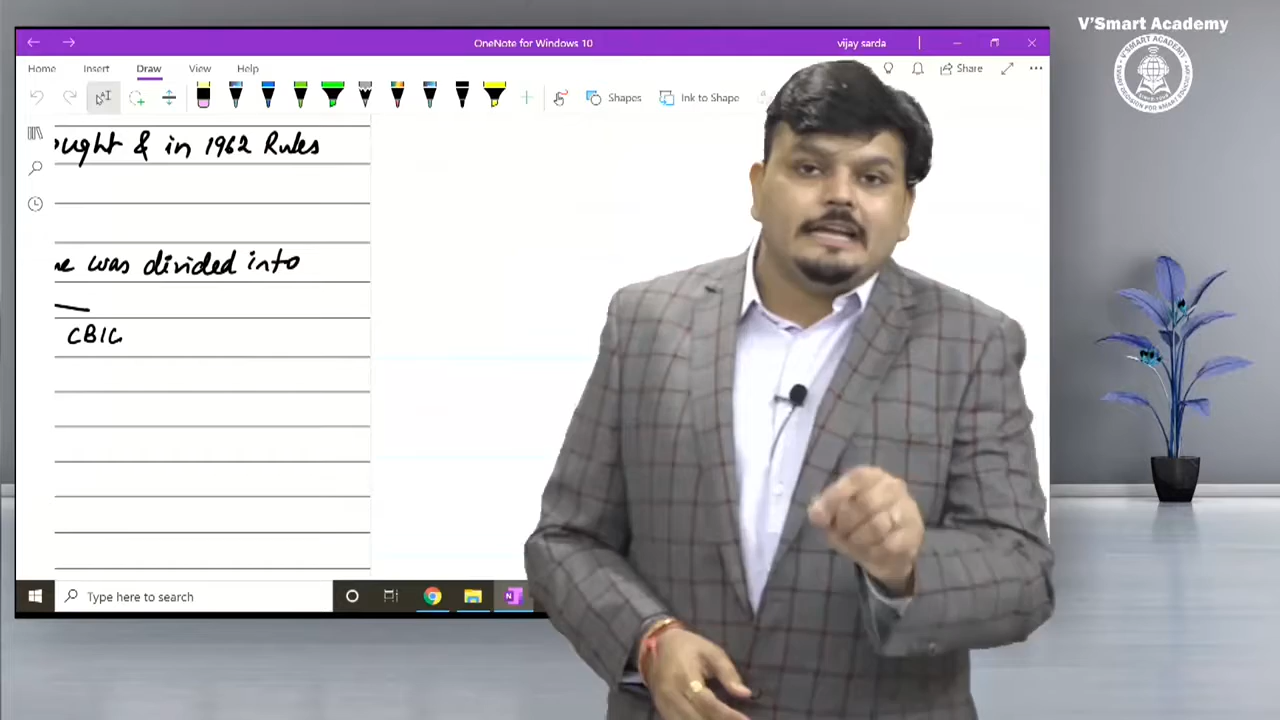 V'Smart Academy
OneNote for Windows 10
vijay sarda
Home Insert Draw View Help
Share
Shapes
Ink to Shape
ought & in 1962 Rules
e was divided into
CBIC
Type here to search